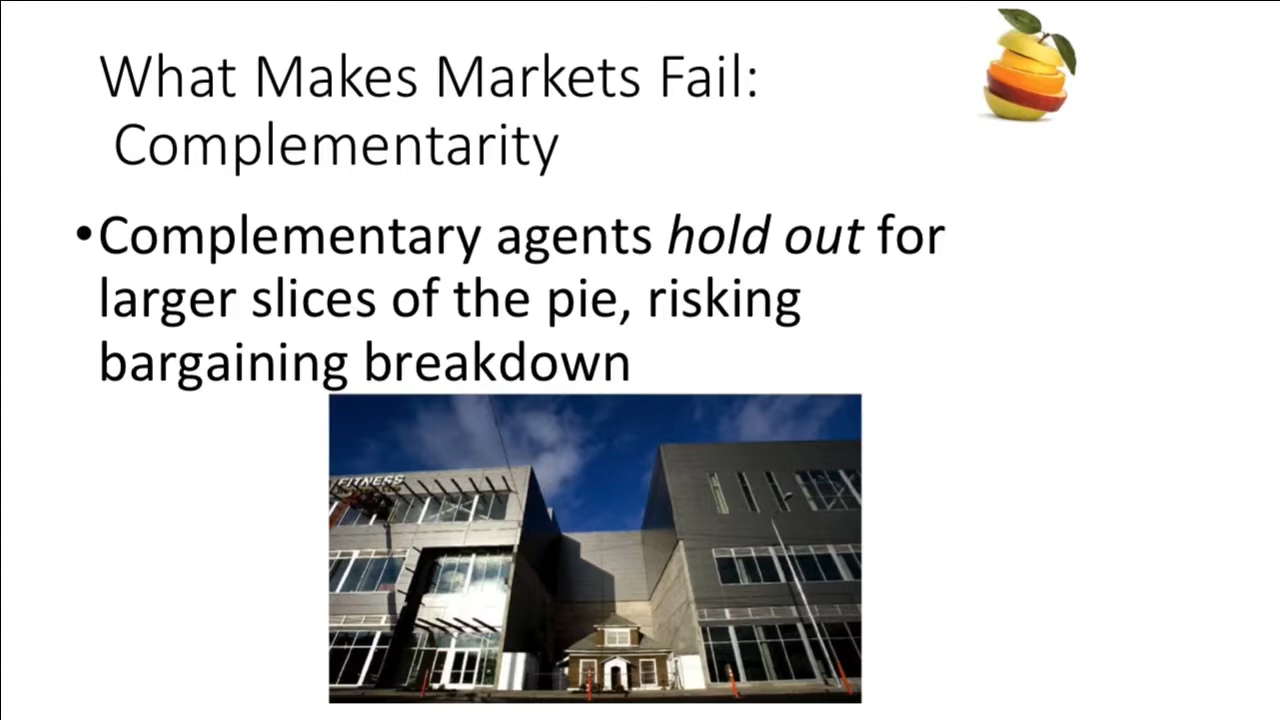 What Makes Markets Fail:
Complementarity
•Complementary agents hold out for
larger slices of the pie, risking
bargaining breakdown
FITNESS